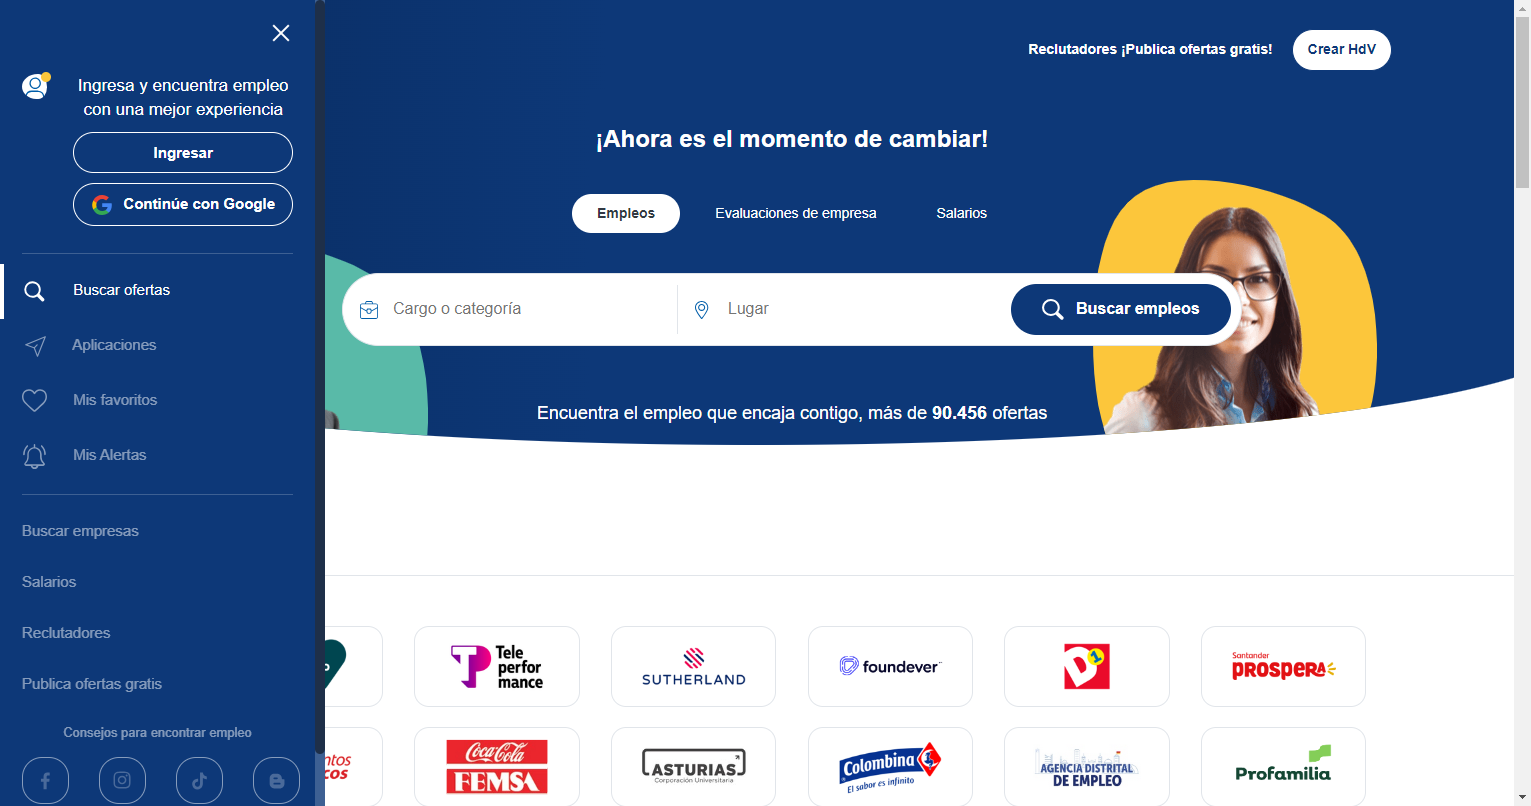 Ingresa y encuentra empleo
con una mejor experiencia
Ingresar
Continúe con Google
Buscar ofertas
Aplicaciones
Mis favoritos
Mis Alertas
Buscar empresas
Salarios
Reclutadores
Publica ofertas gratis
Consejos para encontrar empleo
Reclutadores ¡Publica ofertas gratis!
Crear HdV
¡Ahora es el momento de cambiar!
Empleos
Evaluaciones de empresa
Salarios
Cargo o categoría
Lugar
Buscar empleos
Encuentra el empleo que encaja contigo, más de 90.456 ofertas
Tele
perfor
mance
SUTHERLAND
foundever
D1
Santander
PROSPERA
Coca-Cola
FEMSA
ASTURIAS
Corporación Universitaria
Colombina
El sabor es infinito
AGENCIA DISTRITAL
DE EMPLEO
Profamilia